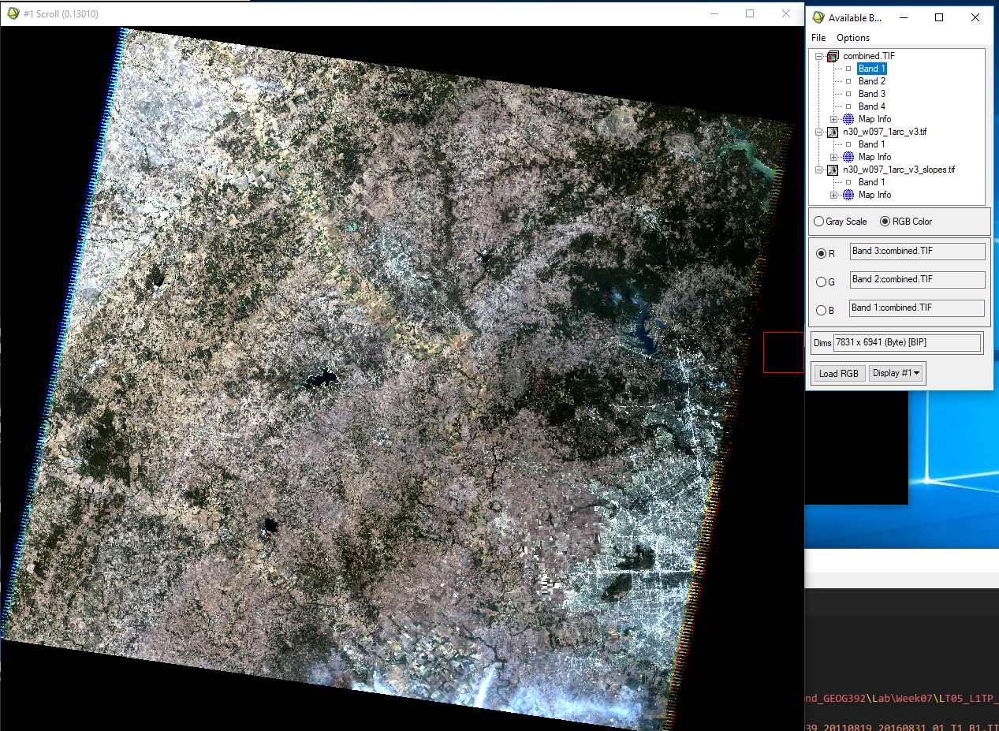 #1 Scroll (0.13010)
Available B...
File Options
combined.TIF
Band 1
Band 2
Band 3
Band 4
Map Info
n30_w097_1arc_v3.tif
Band 1
Map Info
n30_w097_1arc_v3_slopes.tif
Band 1
Map Info
Gray Scale RGB Color
R Band 3:combined.TIF
G Band 2:combined.TIF
B Band 1:combined.TIF
Dims 7831 x 6941 (Byte) [BIP]
Load RGB Display #1
nd_GEOG392\Lab\Week07\LT05_L1TP_
039_20110819_20160831_01_T1_B1.TI